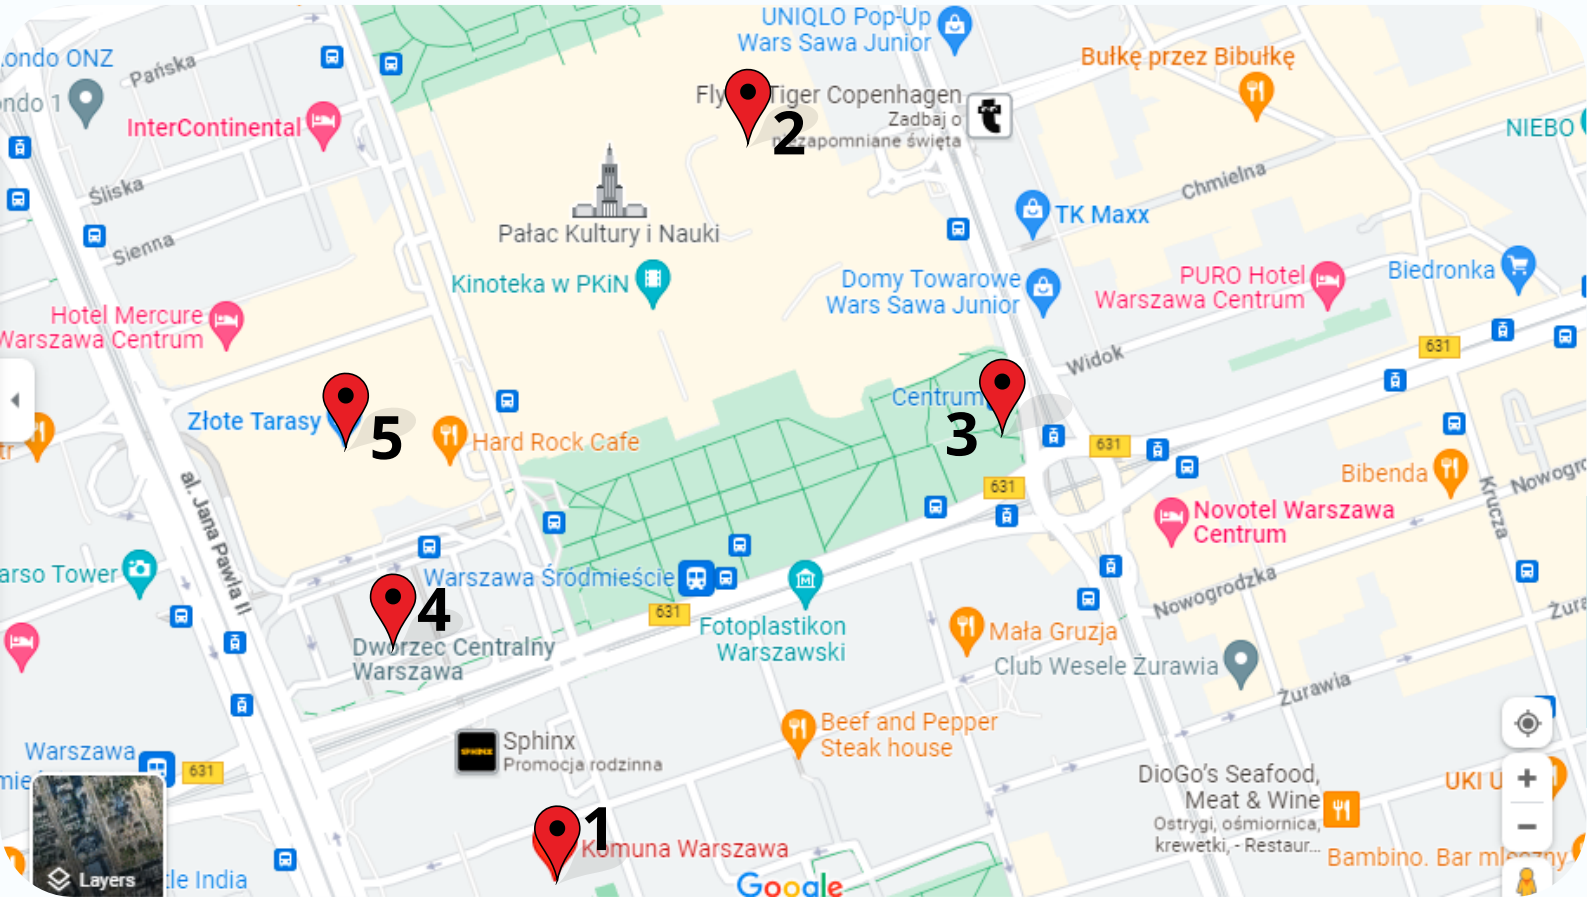 UNIQLO Pop-Up
Wars Sawa Junior
Bułkę przez Bibułkę
ondo ONZ
Pańska
ondo 1
InterContinental
2
Tiger Copenhagen
Zadbaj o
niezapomniane święta
NIEBO
Śliska
Chmielna
TK Maxx
Sienna
Pałac Kultury i Nauki
Kinoteka w PKiN
Domy Towarowe
Wars Sawa Junior
PURO Hotel
Warszawa Centrum
Biedronka
Hotel Mercure
Warszawa Centrum
631
Widok
Centrum
3
Złote Tarasy
5
Hard Rock Cafe
631
Bibenda
Nowogr
Krucza
631
Novotel Warszawa
Centrum
al. Jana Pawła II
arso Tower
Warszawa Śródmieście
4
Nowogrodzka
631
Żura
Fotoplastikon
Warszawski
Mała Gruzja
Dworzec Centralny
Warszawa
Club Wesele Żurawia
Żurawia
Sphinx
SPHINX
Promocja rodzinna
Beef and Pepper
Steak house
Warszawa
mie
631
DioGo's Seafood,
Meat & Wine
Ostrygi, ośmiornica,
krewetki, - Restaur...
UKI U
1
Komuna Warszawa
Bambino. Bar mleczny
Layers
tle India
Google